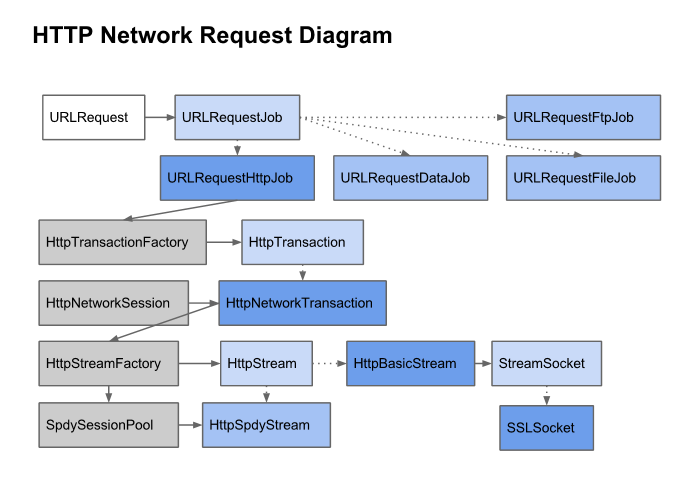 HTTP Network Request Diagram
URLRequest
URLRequestJob
URLRequestFtpJob
URLRequestHttpJob
URLRequestDataJob
URLRequestFileJob
HttpTransactionFactory
HttpTransaction
HttpNetworkSession
HttpNetworkTransaction
HttpStreamFactory
HttpStream
HttpBasicStream
StreamSocket
SpdySessionPool
HttpSpdyStream
SSLSocket